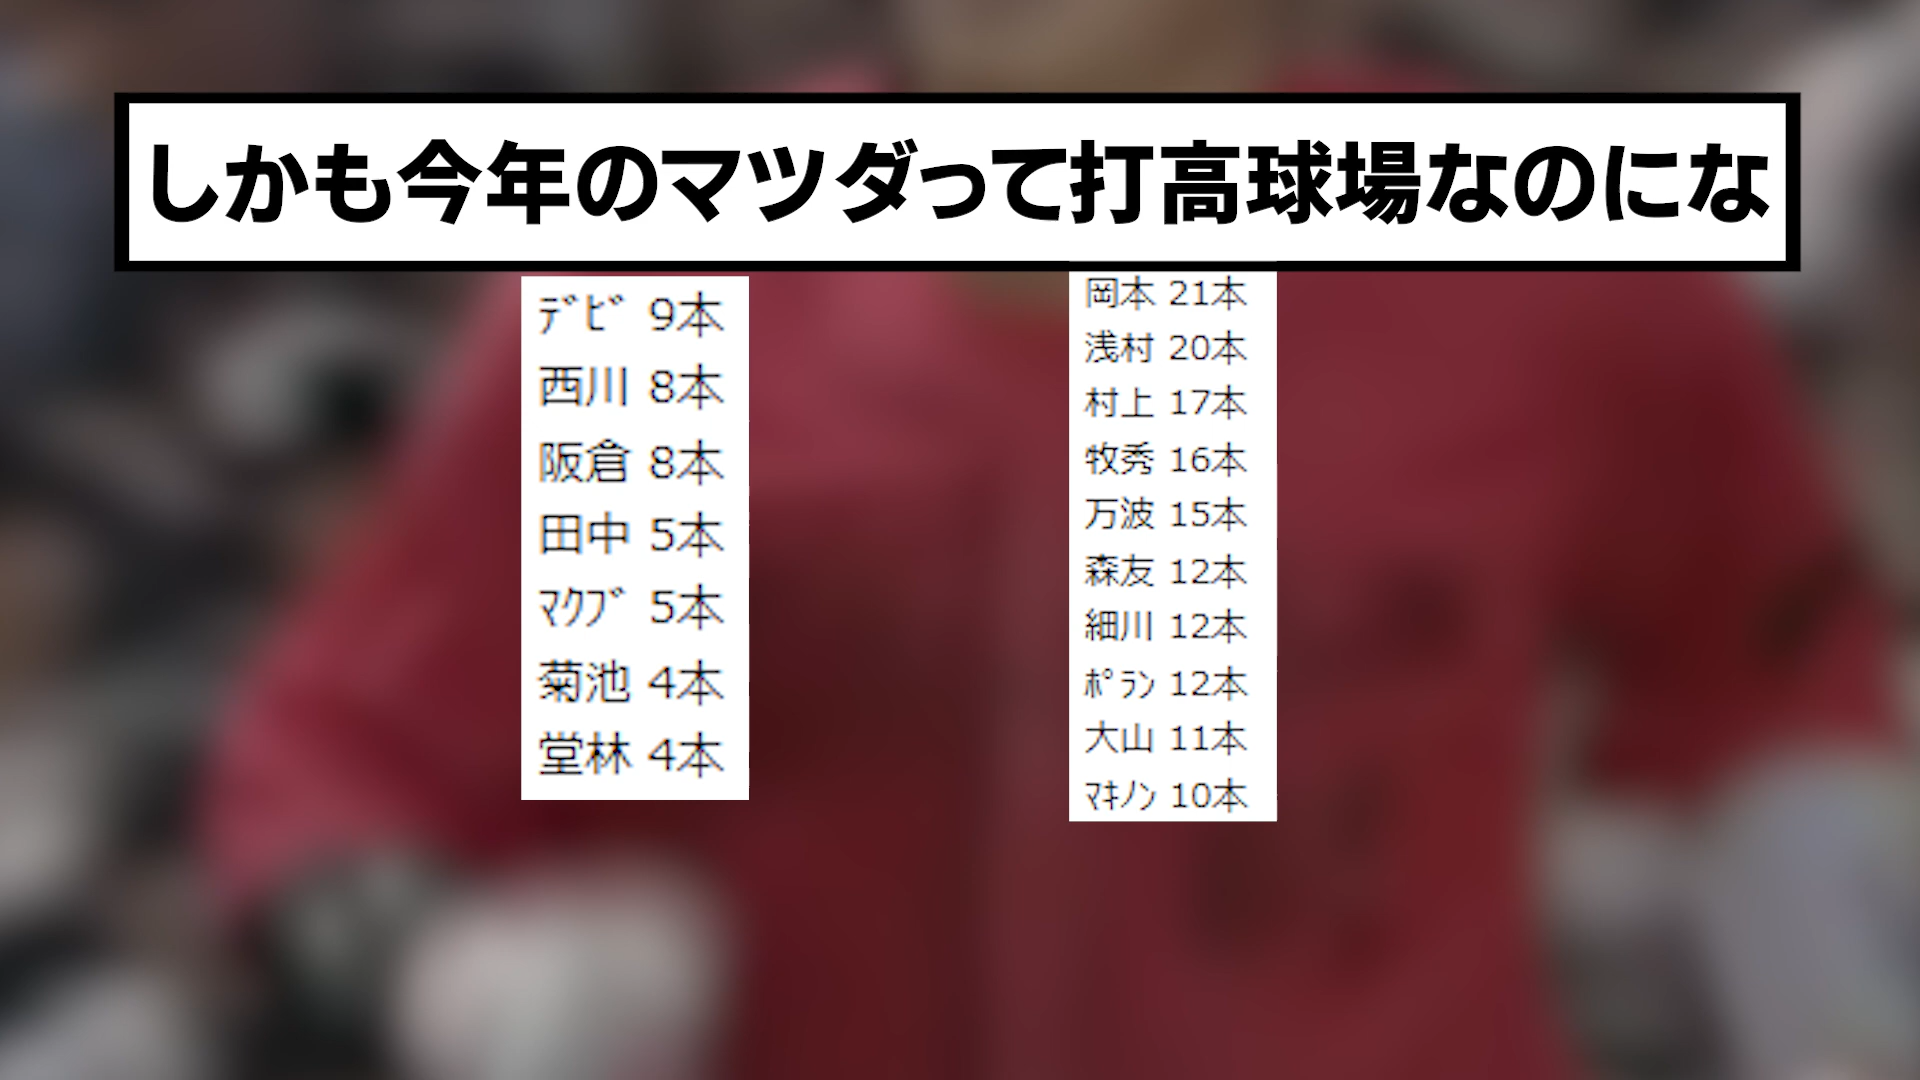 しかも今年のマツダって打高球場なのにな
ﾃﾞﾋﾞ 9本
西川 8本
阪倉 8本
田中 5本
ﾏｸﾌﾞ 5本
菊池 4本
堂林 4本
岡本 21本
浅村 20本
村上 17本
牧秀 16本
万波 15本
森友 12本
細川 12本
ﾎﾟﾗﾝ 12本
大山 11本
ﾏｷﾉﾝ 10本